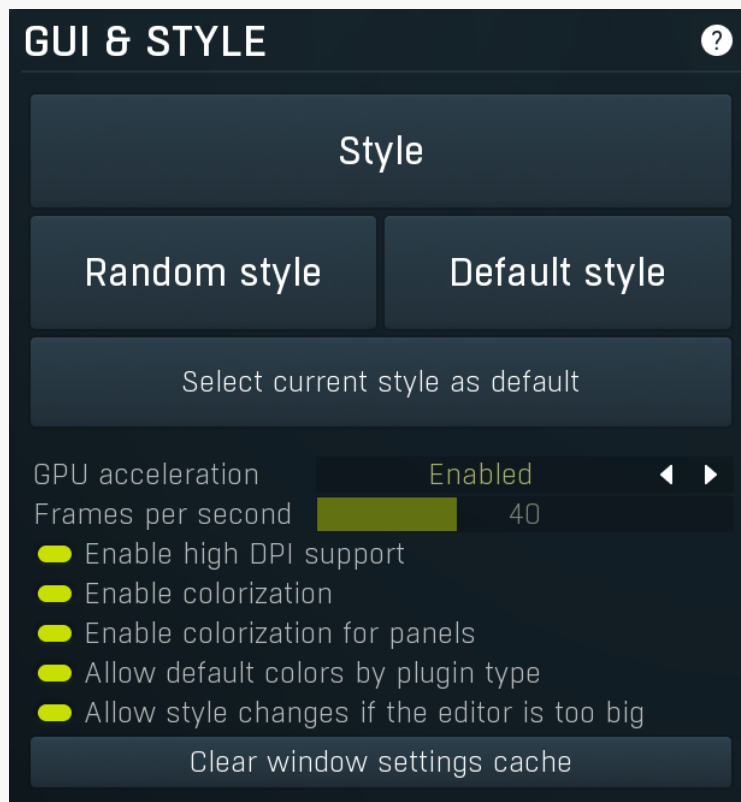 GUI & STYLE ?
Style
Random style Default style
Select current style as default
GPU acceleration Enabled
Frames per second 40
Enable high DPI support
Enable colorization
Enable colorization for panels
Allow default colors by plugin type
Allow style changes if the editor is too big
Clear window settings cache